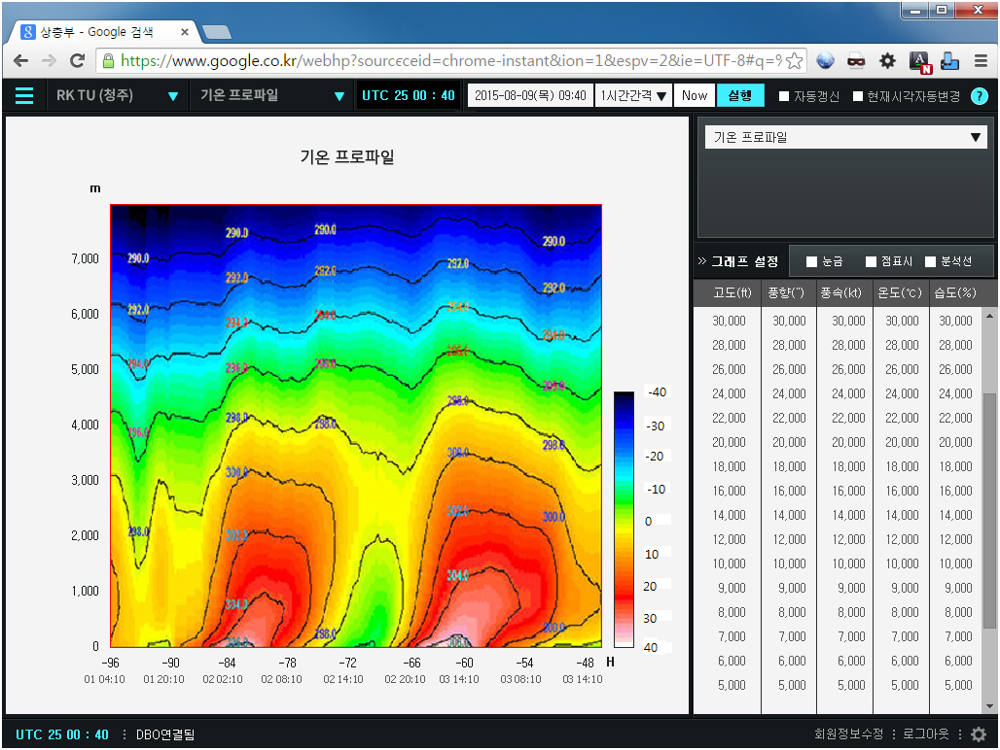 상층부 - Google 검색
https://www.google.co.kr/webhp?sourceceid=chrome-instant&ion=1&espv=2&ie=UTF-8#q=
RK TU (청주) 기온 프로파일 UTC 25 00 : 40 2015-08-09(목) 09:40 1시간간격 Now 실행 자동갱신 현재시각자동변경 ?
기온 프로파일
기온 프로파일
m
» 그래프 설정 눈금 점표시 분석선
고도(ft) 풍향(˚) 풍속(kt) 온도(℃) 습도(%)
30,000 30,000 30,000 30,000 30,000
28,000 28,000 28,000 28,000 28,000
26,000 26,000 26,000 26,000 26,000
24,000 24,000 24,000 24,000 24,000
22,000 22,000 22,000 22,000 22,000
20,000 20,000 20,000 20,000 20,000
18,000 18,000 18,000 18,000 18,000
16,000 16,000 16,000 16,000 16,000
14,000 14,000 14,000 14,000 14,000
12,000 12,000 12,000 12,000 12,000
10,000 10,000 10,000 10,000 10,000
9,000 9,000 9,000 9,000 9,000
8,000 8,000 8,000 8,000 8,000
7,000 7,000 7,000 7,000 7,000
6,000 6,000 6,000 6,000 6,000
5,000 5,000 5,000 5,000 5,000
7,000
6,000
5,000
4,000
3,000
2,000
1,000
0
290.0 290.0 290.0 290.0
292.0 292.0 292.0 292.0 292.0
294.0 294.0 294.0 294.0 294.0
296.0 296.0 296.0 296.0 296.0
298.0 298.0 298.0 298.0 298.0 298.0
300.0 300.0 300.0 300.0
302.0 302.0
304.0 304.0
306.0
-40
-30
-20
-10
0
10
20
30
40
-96 -90 -84 -78 -72 -66 -60 -54 -48 H
01 04:10 01 20:10 02 02:10 02 08:10 02 14:10 02 20:10 03 14:10 03 08:10 03 14:10
UTC 25 00 : 40 : DBO연결됨 회원정보수정 : 로그아웃 :